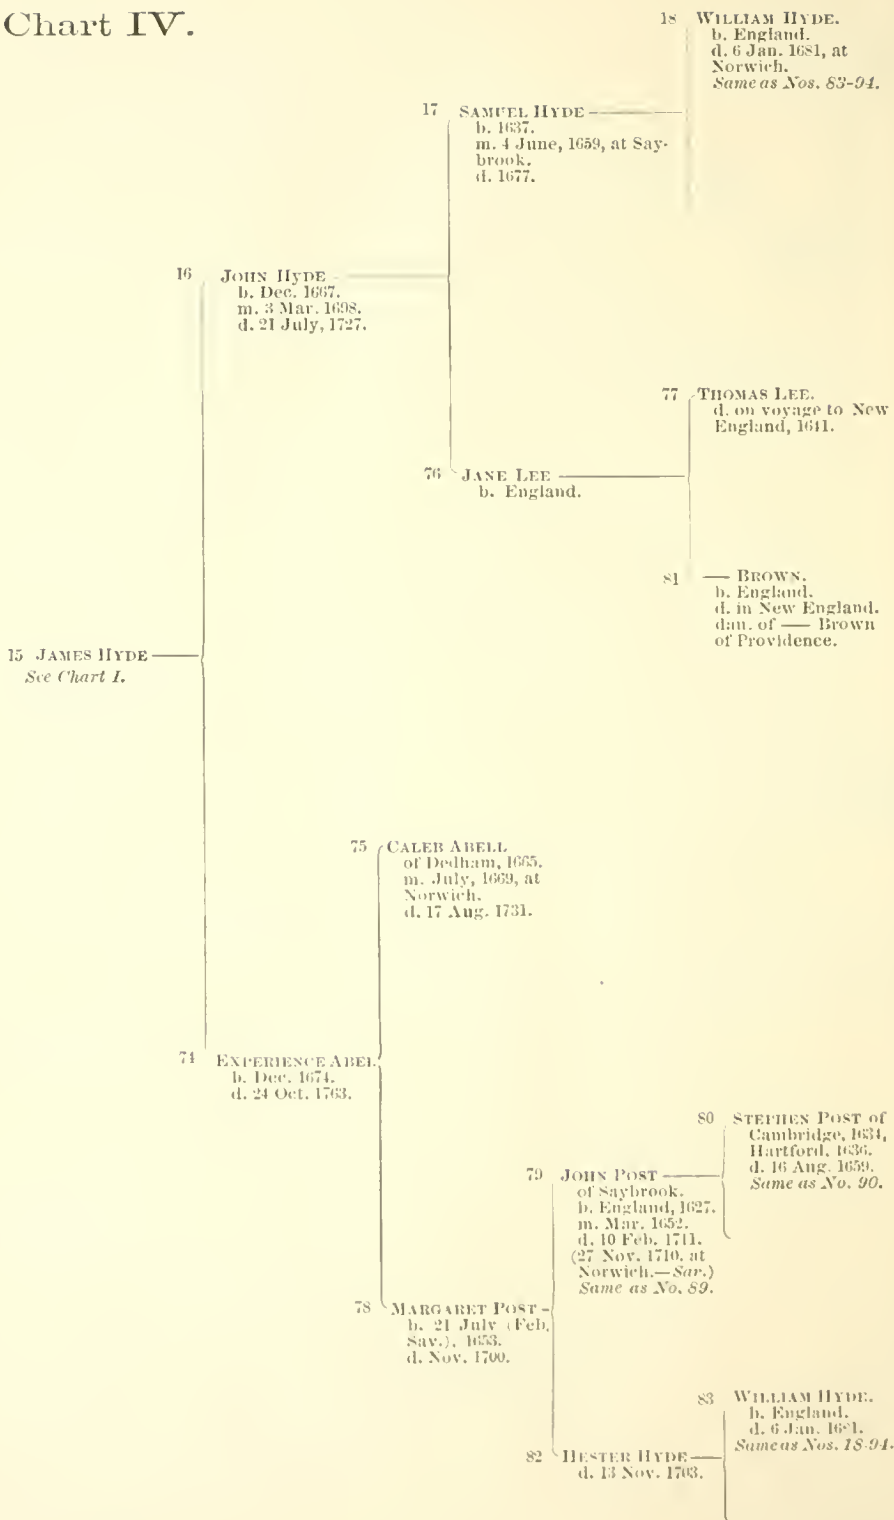 Chart IV.
18 WILLIAM HYDE.
b. England.
d. 6 Jan. 1681, at
Norwich.
Same as Nos. 83-94.
17 SAMUEL HYDE
b. 1637.
m. 4 June, 1659, at Say-
brook.
d. 1677.
16 JOHN HYDE
b. Dec. 1667.
m. 3 Mar. 1698.
d. 21 July, 1727.
77 THOMAS LEE.
d. on voyage to New
England, 1641.
76 JANE LEE
b. England.
81 — BROWN.
b. England.
d. in New England.
dau. of — Brown
of Providence.
15 JAMES HYDE
See Chart I.
75 CALEB ABELL
of Dedham, 1665.
m. July, 1669, at
Norwich.
d. 17 Aug. 1731.
74 EXPERIENCE ABEL
b. Dec. 1674.
d. 24 Oct. 1763.
80 STEPHEN POST of
Cambridge, 1634,
Hartford, 1636.
d. 16 Aug. 1659.
Same as No. 90.
79 JOHN POST
of Saybrook.
b. England, 1627.
m. Mar. 1652.
d. 10 Feb. 1711.
(27 Nov. 1710, at
Norwich.—Sav.)
Same as No. 89.
78 MARGARET POST
b. 21 July (Feb.
Sav.), 1653.
d. Nov. 1700.
83 WILLIAM HYDE.
b. England.
d. 6 Jan. 1681.
Same as Nos. 18-94.
82 HESTER HYDE
d. 13 Nov. 1703.